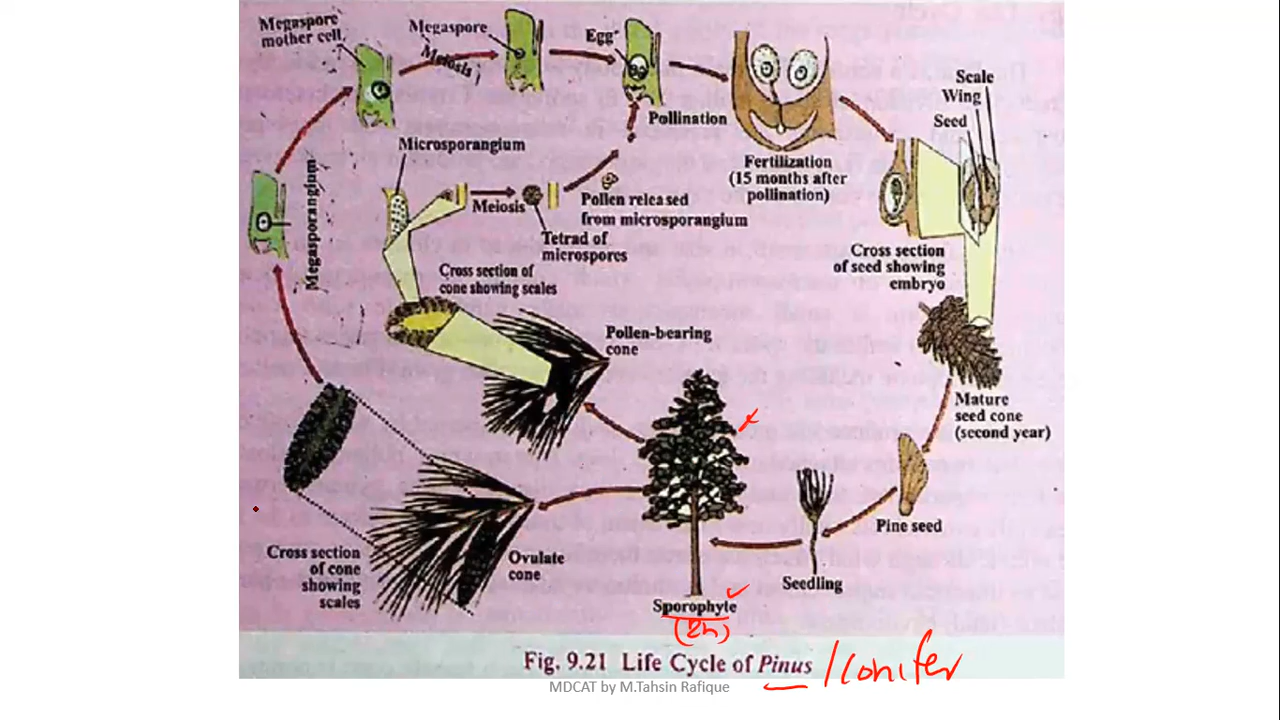 Megaspore
mother cell
Megaspore
Meiosis
Egg
Pollination
Fertilization
(15 months after
pollination)
Scale
Wing
Seed
Microsporangium
Megasporangium
Meiosis
Tetrad of
microspores
Pollen released
from microsporangium
Cross section of
cone showing scales
Cross section
of seed showing
embryo
Pollen-bearing
cone
Mature
seed cone
(second year)
Pine seed
Seedling
Ovulate
cone
Cross section
of cone
showing
scales
Sporophyte
(2n)
Fig. 9.21 Life Cycle of Pinus /Conifer
MDCAT by M.Tahsin Rafique